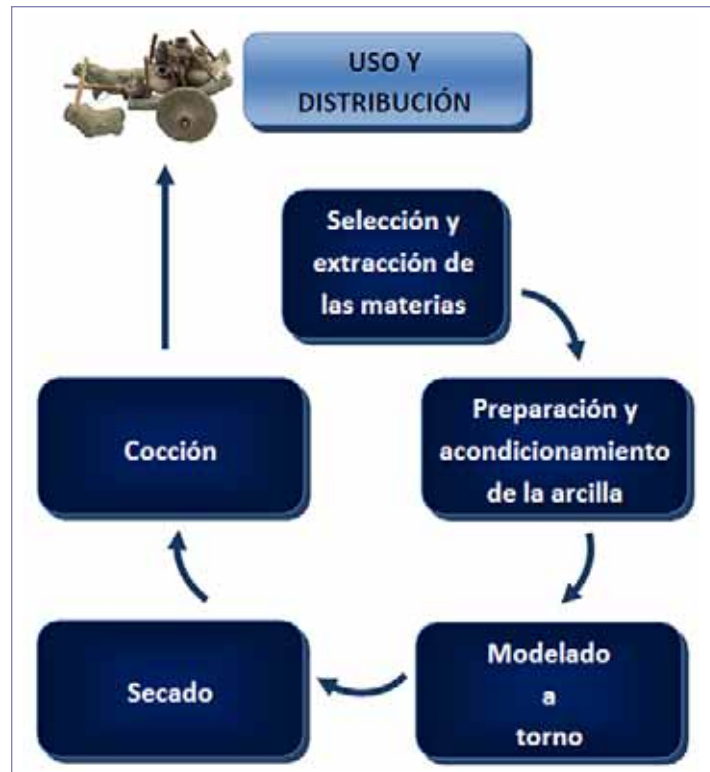 USO Y
DISTRIBUCIÓN
Selección y
extracción de
las materias
Preparación y
acondicionamiento
de la arcilla
Modelado
a
torno
Secado
Cocción